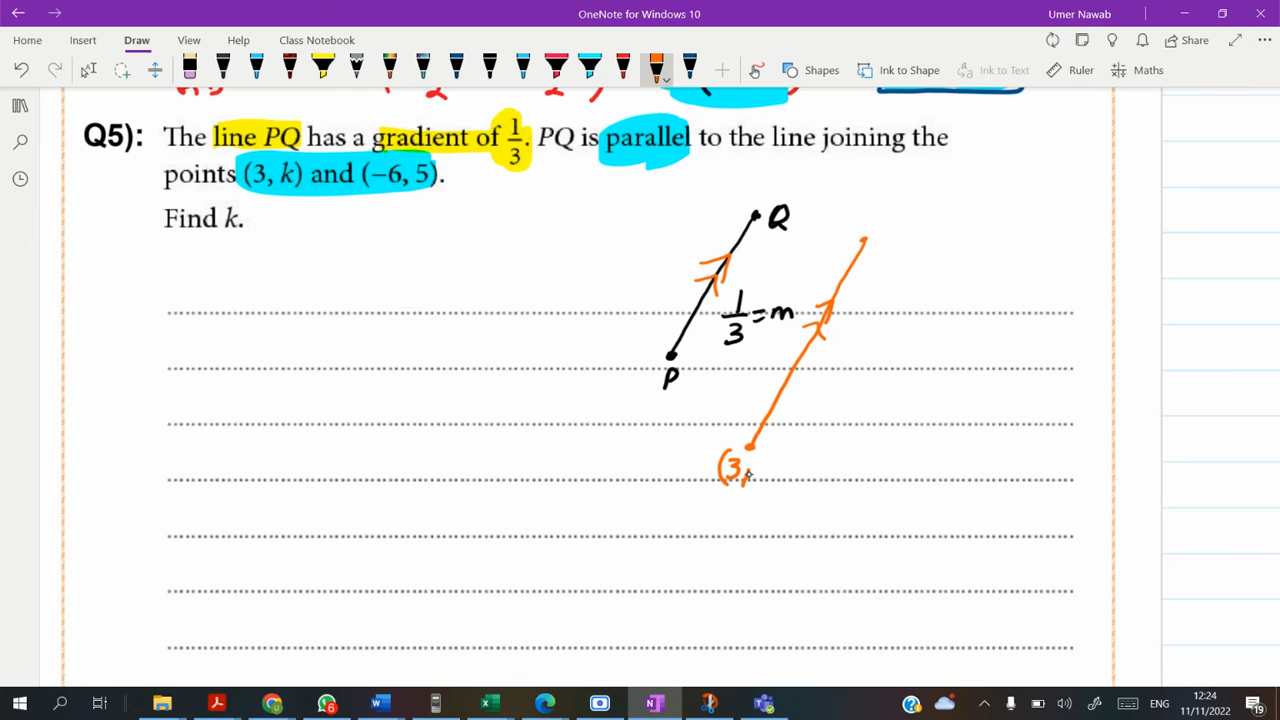 OneNote for Windows 10
Umer Nawab
Home Insert Draw View Help Class Notebook
Share
Shapes Ink to Shape Ink to Text Ruler Maths
Q5): The line PQ has a gradient of 1/3. PQ is parallel to the line joining the
points (3, k) and (−6, 5).
Find k.
Q
1/3 = m
P
(3,
6
ENG
12:24
11/11/2022
19